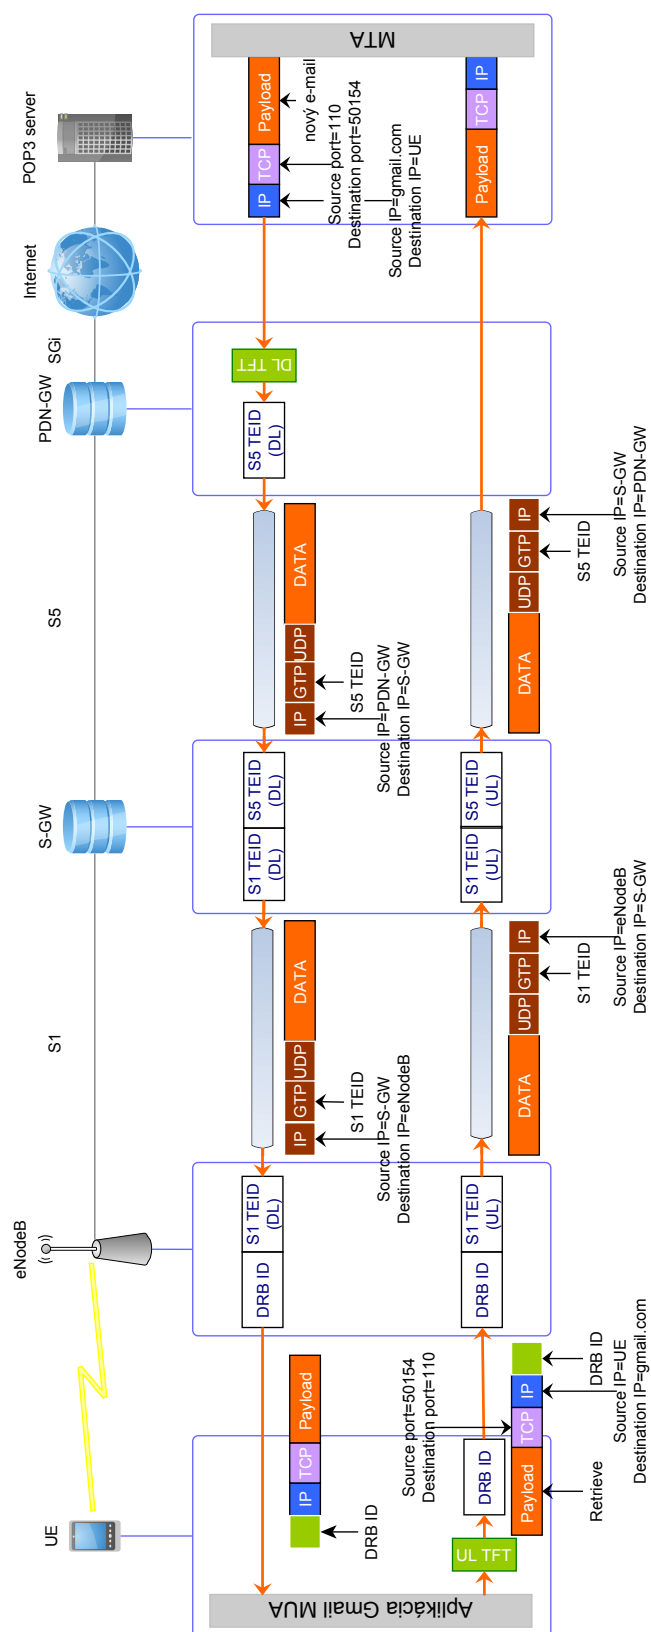 UE
eNodeB
S1
S-GW
S5
PDN-GW
SGi
Internet
POP3 server
Aplikácia Gmail MUA
DRB ID
IP
TCP
Payload
DRB ID
S1 TEID
(DL)
IP
GTP
UDP
DATA
S1 TEID
Source IP=S-GW
Destination IP=eNodeB
S1 TEID
(DL)
S5 TEID
(DL)
IP
GTP
UDP
DATA
S5 TEID
Source IP=PDN-GW
Destination IP=S-GW
S5 TEID
(DL)
DL TFT
IP
TCP
Payload
nový e-mail
Source port=110
Destination port=50154
Source IP=gmail.com
Destination IP=UE
MTA
UL TFT
DRB ID
Source port=50154
Destination port=110
Payload
TCP
IP
Retrieve
DRB ID
Source IP=UE
Destination IP=gmail.com
DRB ID
S1 TEID
(UL)
DATA
UDP
GTP
IP
S1 TEID
Source IP=eNodeB
Destination IP=S-GW
S1 TEID
(UL)
S5 TEID
(UL)
DATA
UDP
GTP
IP
S5 TEID
Source IP=S-GW
Destination IP=PDN-GW
Payload
TCP
IP